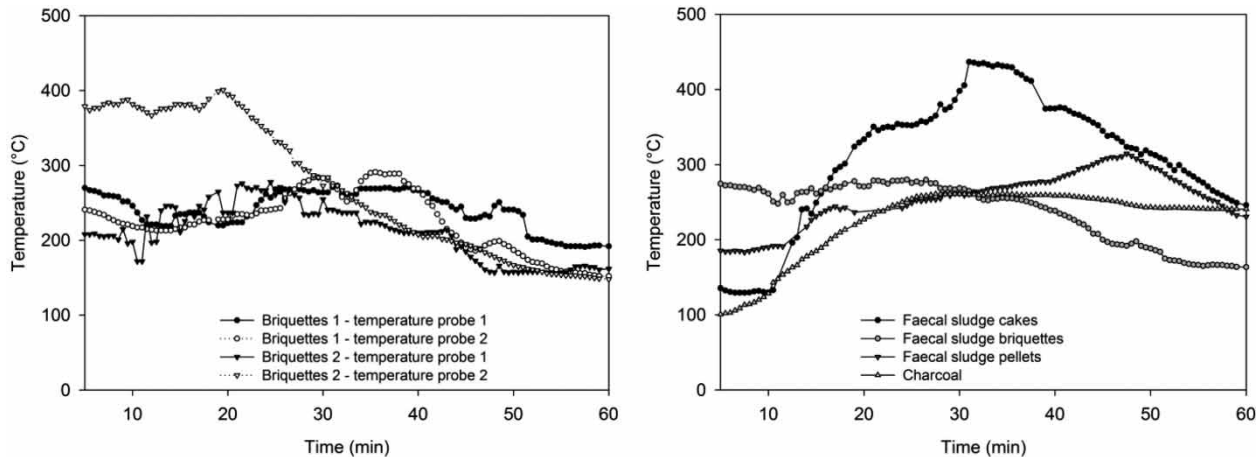 500
400
300
200
100
0
Temperature (°C)
10
20
30
40
50
60
Time (min)
Briquettes 1 - temperature probe 1
Briquettes 1 - temperature probe 2
Briquettes 2 - temperature probe 1
Briquettes 2 - temperature probe 2
500
400
300
200
100
0
Temperature (°C)
10
20
30
40
50
60
Time (min)
Faecal sludge cakes
Faecal sludge briquettes
Faecal sludge pellets
Charcoal